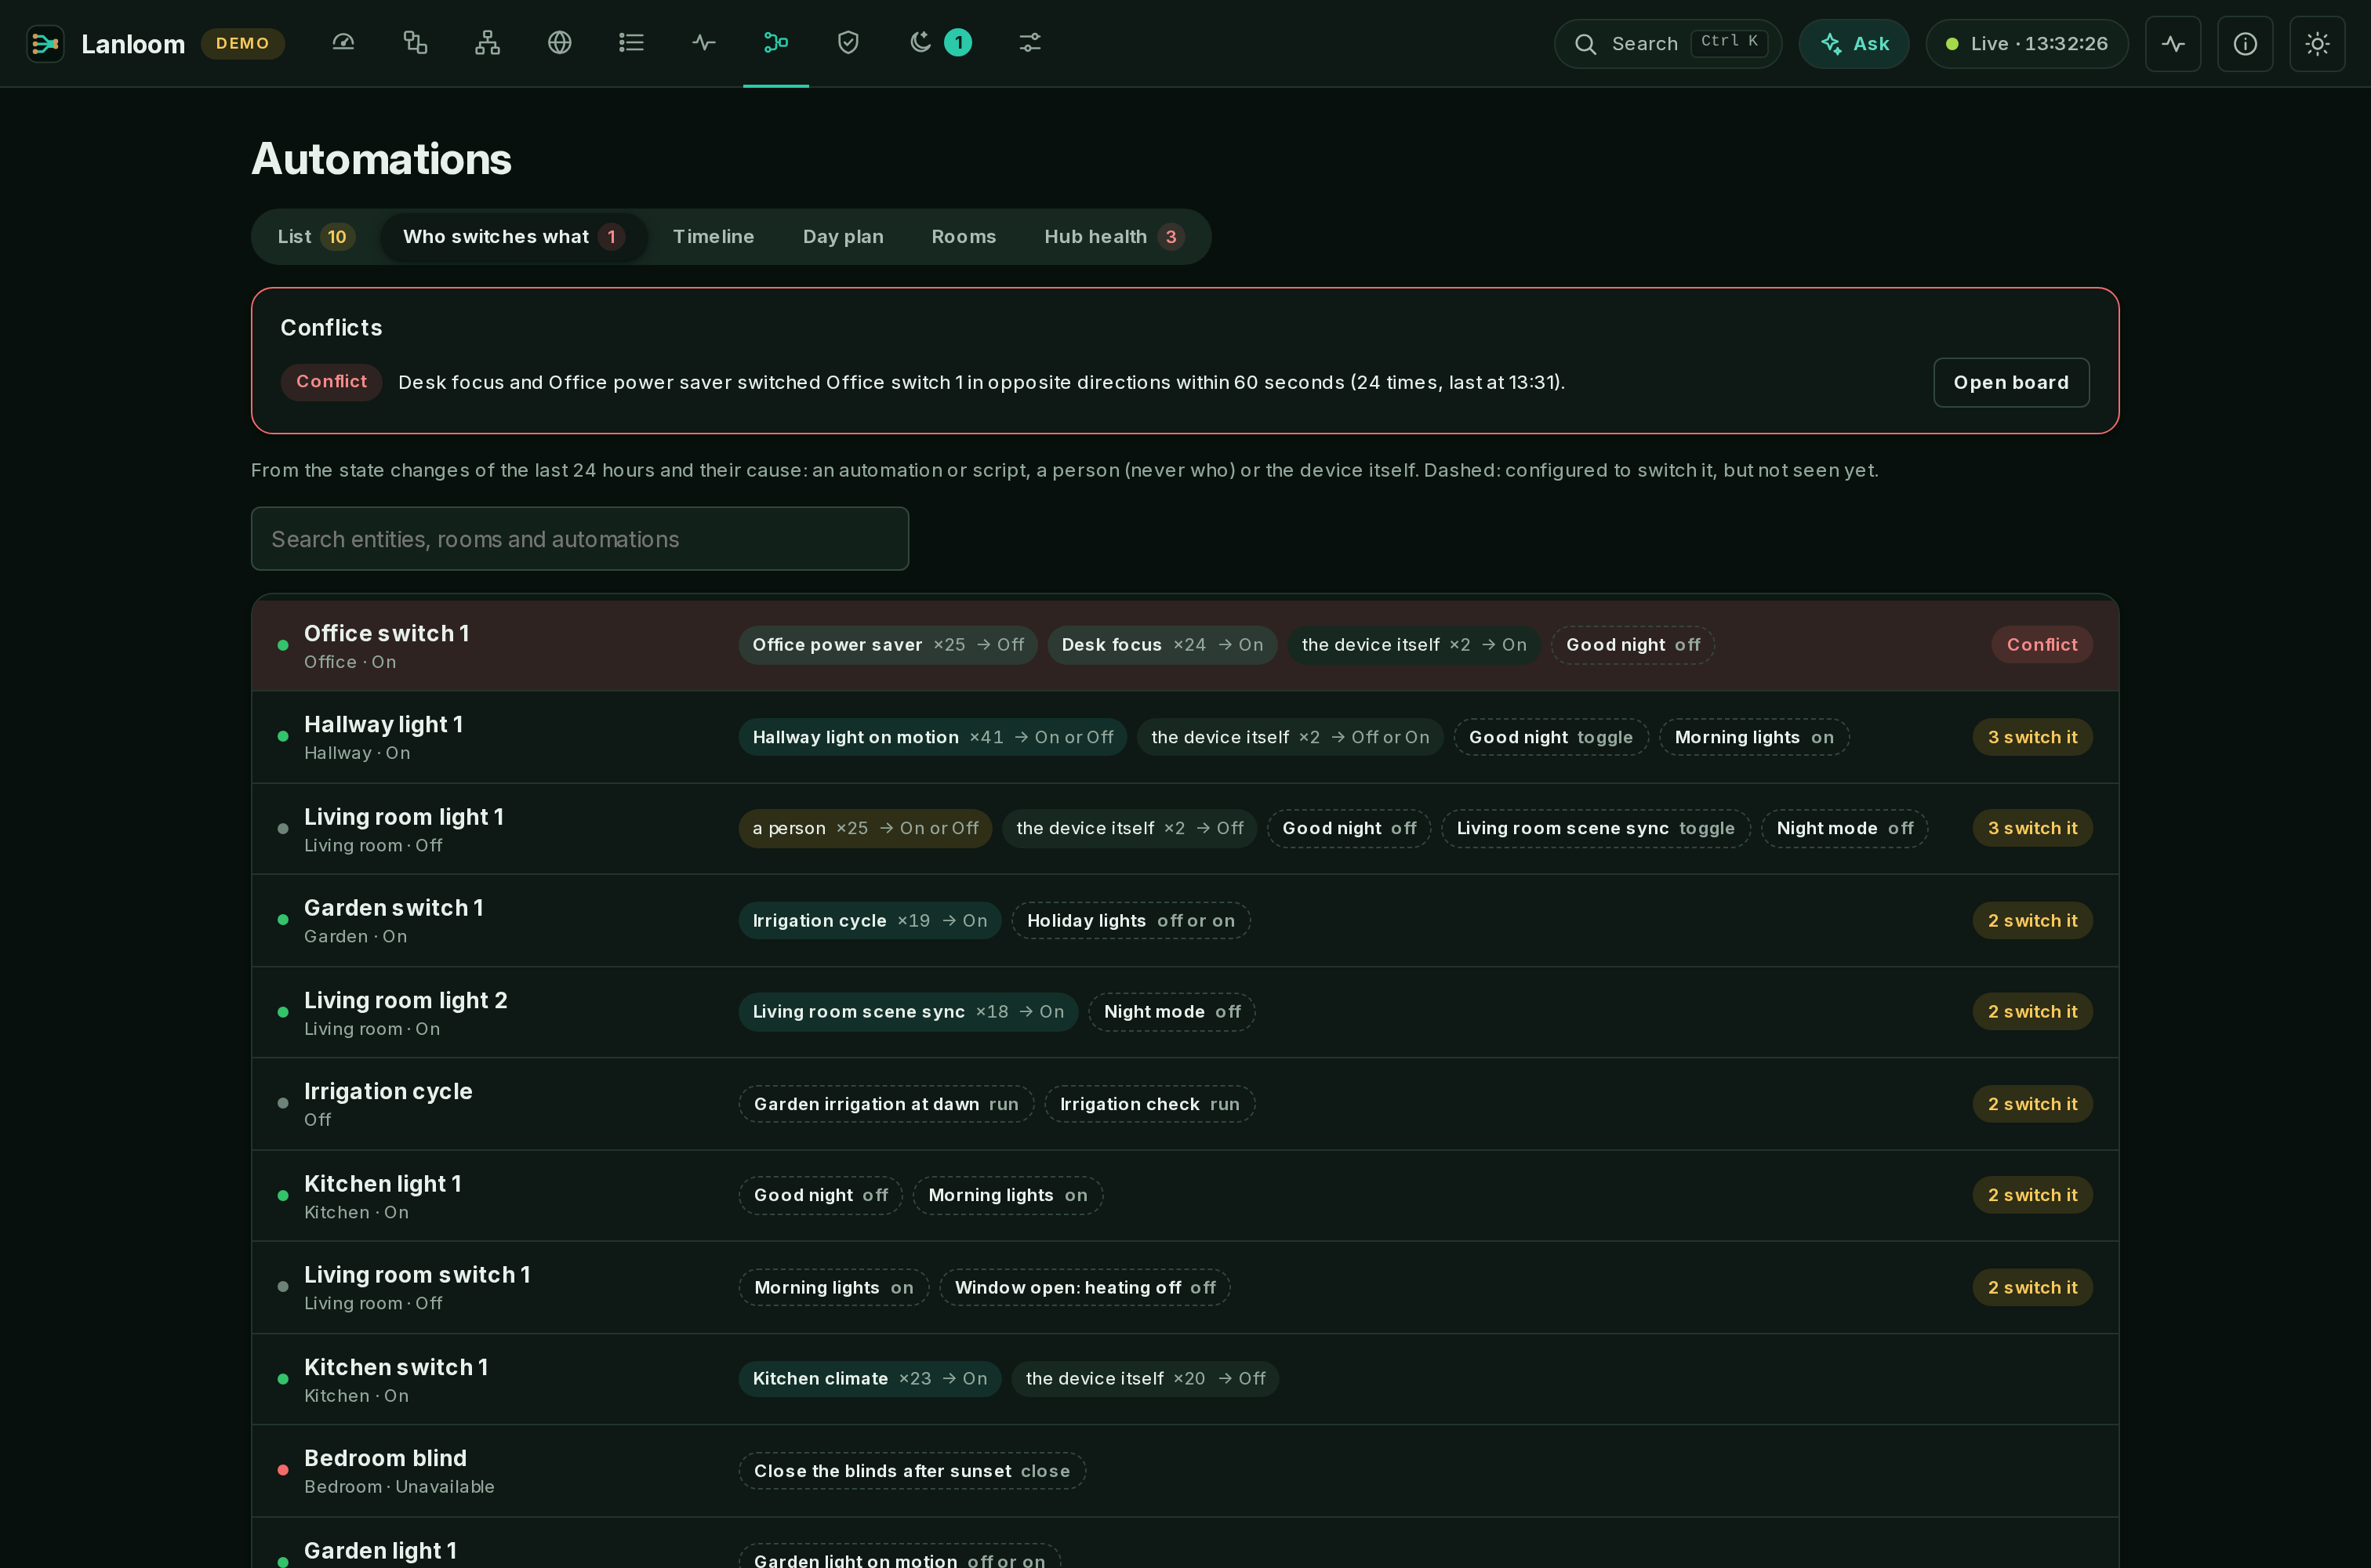 Lanloom DEMO 1 Search Ctrl K Ask Live · 13:32:26
Automations
List 10 Who switches what 1 Timeline Day plan Rooms Hub health 3
Conflicts
Conflict Desk focus and Office power saver switched Office switch 1 in opposite directions within 60 seconds (24 times, last at 13:31). Open board
From the state changes of the last 24 hours and their cause: an automation or script, a person (never who) or the device itself. Dashed: configured to switch it, but not seen yet.
Search entities, rooms and automations
Office switch 1
Office · On
Office power saver ×25 → Off Desk focus ×24 → On the device itself ×2 → On Good night off Conflict
Hallway light 1
Hallway · On
Hallway light on motion ×41 → On or Off the device itself ×2 → Off or On Good night toggle Morning lights on 3 switch it
Living room light 1
Living room · Off
a person ×25 → On or Off the device itself ×2 → Off Good night off Living room scene sync toggle Night mode off 3 switch it
Garden switch 1
Garden · On
Irrigation cycle ×19 → On Holiday lights off or on 2 switch it
Living room light 2
Living room · On
Living room scene sync ×18 → On Night mode off 2 switch it
Irrigation cycle
Off
Garden irrigation at dawn run Irrigation check run 2 switch it
Kitchen light 1
Kitchen · On
Good night off Morning lights on 2 switch it
Living room switch 1
Living room · Off
Morning lights on Window open: heating off off 2 switch it
Kitchen switch 1
Kitchen · On
Kitchen climate ×23 → On the device itself ×20 → Off
Bedroom blind
Bedroom · Unavailable
Close the blinds after sunset close
Garden light 1
Garden light on motion off or on